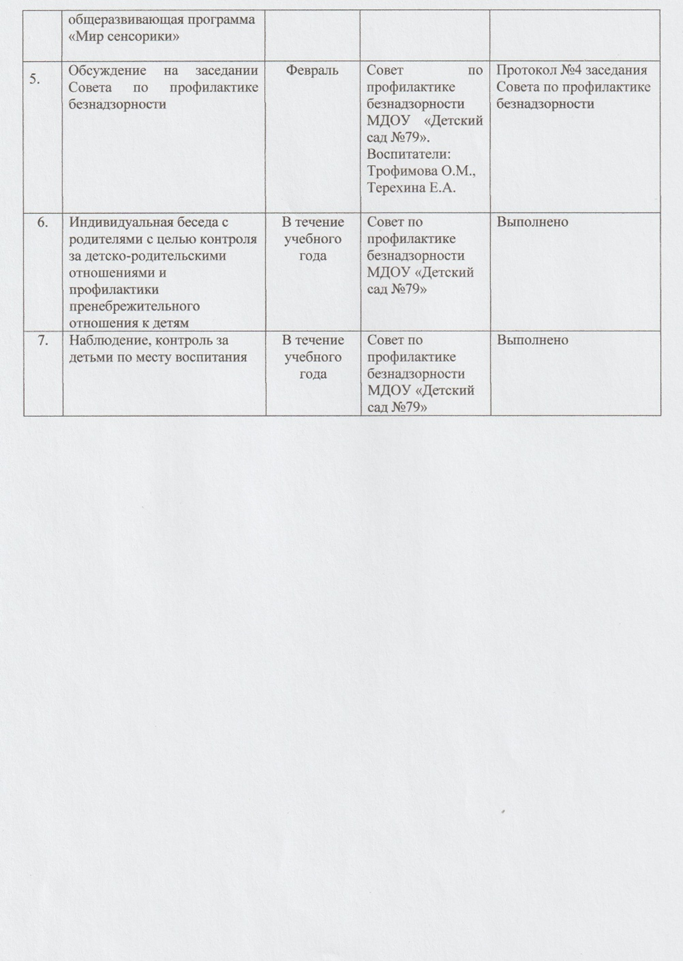 общеразвивающая программа
«Мир сенсорики»
5.
Обсуждение на заседании
Совета по профилактике
безнадзорности
Февраль
Совет по
профилактике
безнадзорности
МДОУ «Детский
сад №79».
Воспитатели:
Трофимова О.М.,
Терехина Е.А.
Протокол №4 заседания
Совета по профилактике
безнадзорности
6.
Индивидуальная беседа с
родителями с целью контроля
за детско-родительскими
отношениями и
профилактики
пренебрежительного
отношения к детям
В течение
учебного
года
Совет по
профилактике
безнадзорности
МДОУ «Детский
сад №79»
Выполнено
7.
Наблюдение, контроль за
детьми по месту воспитания
В течение
учебного
года
Совет по
профилактике
безнадзорности
МДОУ «Детский
сад №79»
Выполнено